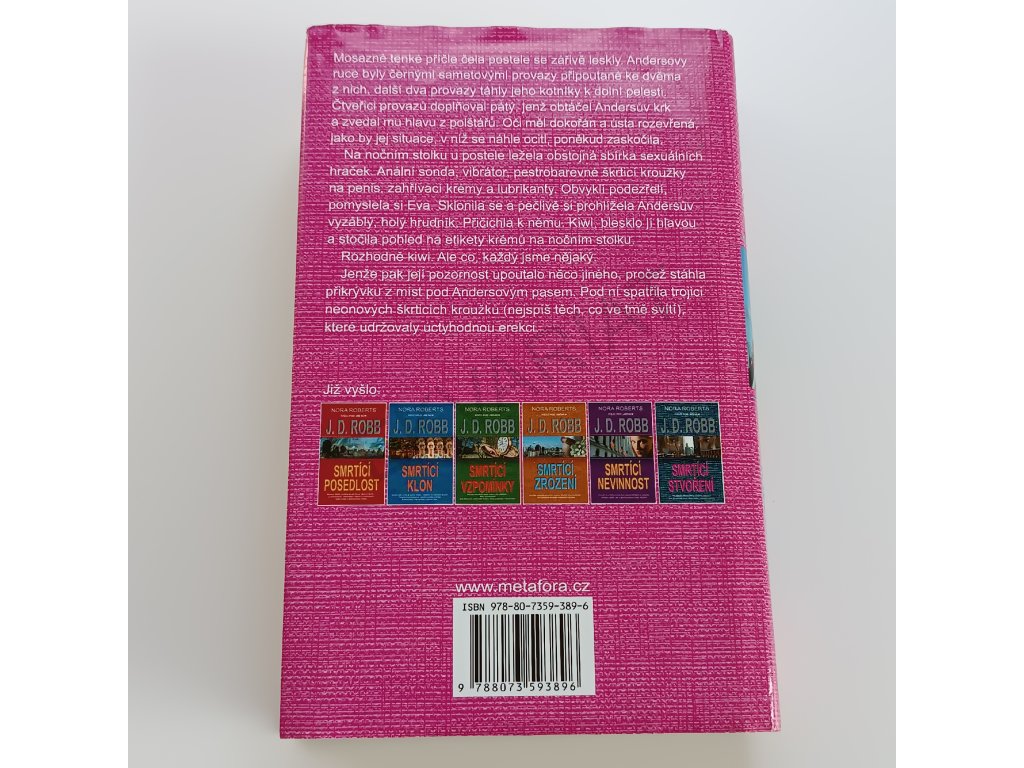 Mosazné tenké příčle čela postele se zářivě leskly. Andersovy
ruce byly černými sametovými provazy připoutané ke dvěma
z nich, další dva provazy táhly jeho kotníky k dolní pelesti.
Čtveřici provazů doplňoval pátý, jenž obtáčel Andersův krk
a zvedal mu hlavu z polštářů. Oči měl dokořán a ústa rozevřená,
jako by jej situace, v níž se náhle ocitl, poněkud zaskočila.
Na nočním stolku u postele ležela obstojná sbírka sexuálních
hraček. Anální sonda, vibrátor, pestrobarevné škrticí kroužky
na penis, zahřívací krémy a lubrikanty. Obvyklí podezřelí,
pomyslela si Eva. Sklonila se a pečlivě si prohlížela Andersův
vyzáblý, holý hrudník. Přičichla k němu. Kiwi, blesklo jí hlavou
a stočila pohled na etikety krémů na nočním stolku.
Rozhodně kiwi. Ale co, každý jsme nějaký.
Jenže pak její pozornost upoutalo něco jiného, pročež stáhla
přikrývku z míst pod Andersovým pasem. Pod ní spatřila trojici
neonových škrticích kroužků (nejspíš těch, co ve tmě svítí),
které udržovaly úctyhodnou erekci.
Již vyšlo:
NORA ROBERTS
J. D. ROBB
SMRTÍCÍ
POSEDLOST
NORA ROBERTS
J. D. ROBB
SMRTÍCÍ
KLON
NORA ROBERTS
J. D. ROBB
SMRTÍCÍ
VZPOMÍNKY
NORA ROBERTS
J. D. ROBB
SMRTÍCÍ
ZROZENÍ
NORA ROBERTS
J. D. ROBB
SMRTÍCÍ
NEVINNOST
NORA ROBERTS
J. D. ROBB
SMRTÍCÍ
STVOŘENÍ
www.metafora.cz
ISBN 978-80-7359-389-6
9 788073 593896